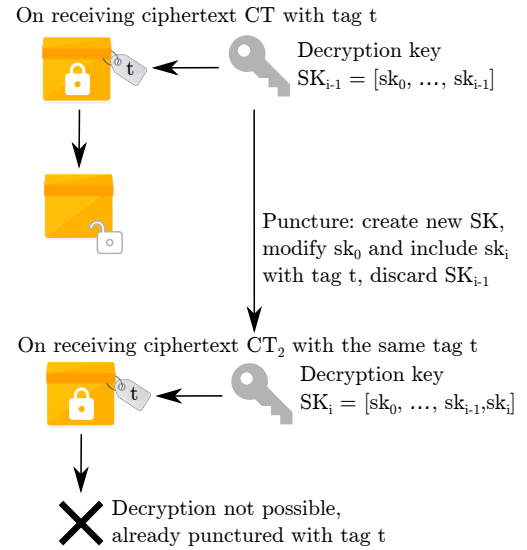 On receiving ciphertext CT with tag t
t
Decryption key
SKᵢ₋₁ = [sk₀, ..., skᵢ₋₁]
Puncture: create new SK,
modify sk₀ and include skᵢ
with tag t, discard SKᵢ₋₁
On receiving ciphertext CT₂ with the same tag t
t
Decryption key
SKᵢ = [sk₀, ..., skᵢ₋₁,skᵢ]
Decryption not possible,
already punctured with tag t